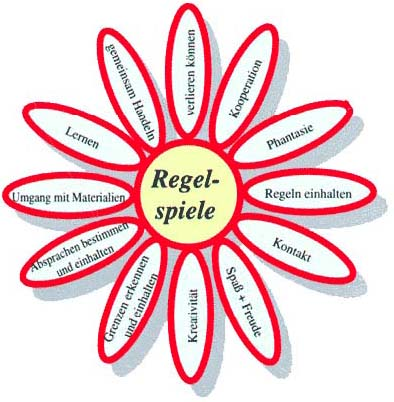 Regel-
spiele
verlieren können
Kooperation
Phantasie
Regeln einhalten
Kontakt
Spaß + Freude
Kreativität
Grenzen erkennen
und einhalten
Absprachen bestimmen
und einhalten
Umgang mit Materialien
Lernen
gemeinsam Handeln